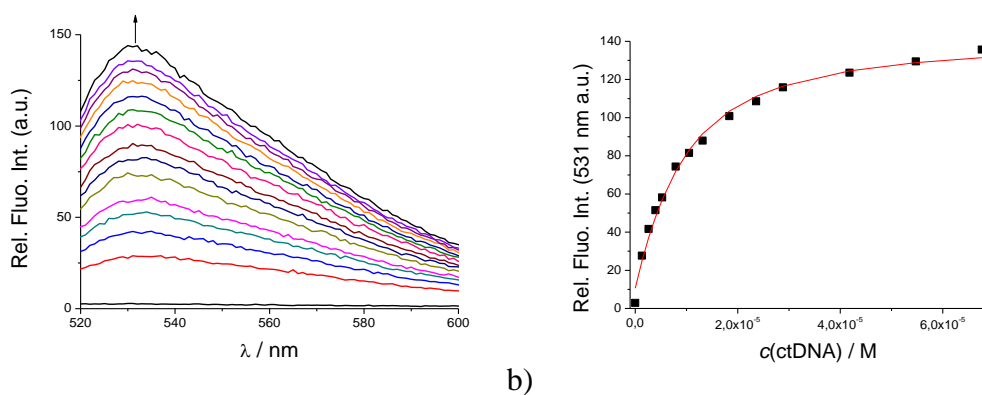 150
100
50
0
520
540
560
580
600
Rel. Fluo. Int. (a.u.)
λ / nm
140
120
100
80
60
40
20
0
0,0
2,0x10⁻⁵
4,0x10⁻⁵
6,0x10⁻⁵
Rel. Fluo. Int. (531 nm a.u.)
c(ctDNA) / M
b)